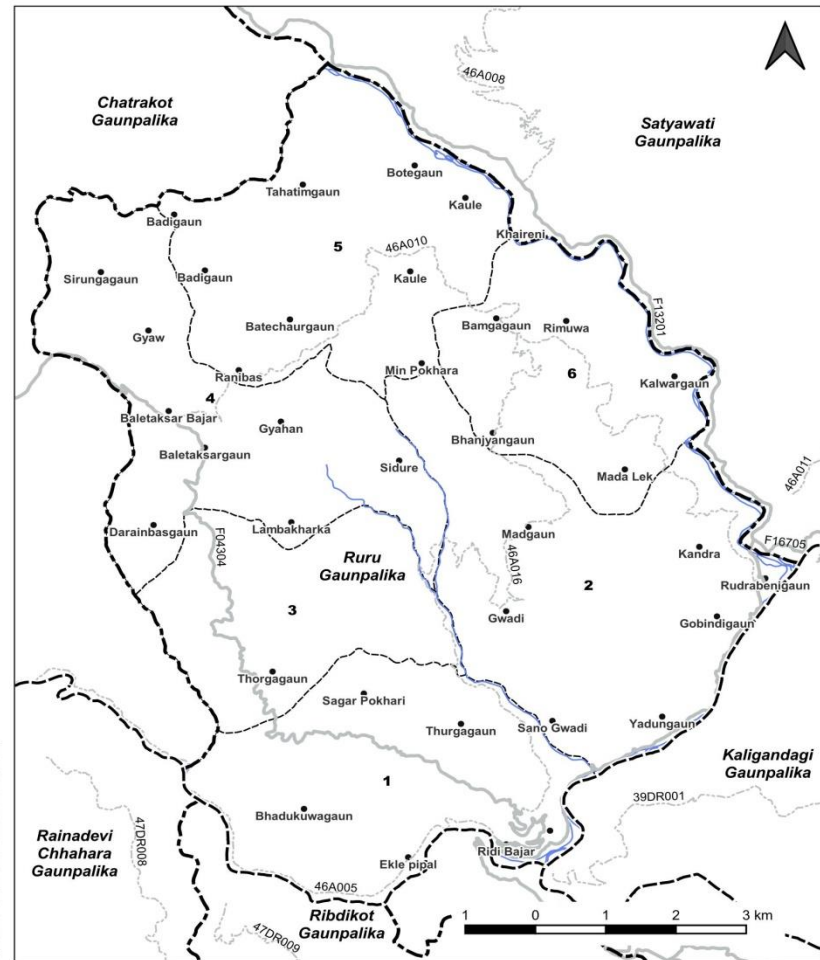 46A008
Chatrakot
Gaunpalika
Satyawati
Gaunpalika
Botegaun
Tahatimgaun
Kaule
Badigaun
Khaireni
46A010
5
Sirungagaun
Badigaun
Kaule
F13201
Batechaurgaun
Bamgagaun
Rimuwa
Gyaw
Min Pokhara
6
Ranibas
Kalwargaun
4
Baletaksar Bajar
Gyahan
Bhanjyangaun
Baletaksargaun
Sidure
Mada Lek
46A011
Darainbasgaun
F04304
Lambakharka
Madgaun
F16705
Kandra
Ruru
Gaunpalika
46A016
Rudrabenigaun
2
3
Gwadi
Gobindigaun
Thorgagaun
Sagar Pokhari
Thurgagaun
Sano Gwadi
Yadungaun
Kaligandagi
Gaunpalika
1
39DR001
Bhadukuwagaun
Rainadevi
Chhahara
Gaunpalika
47DR008
Ridi Bajar
Ekle pipal
46A005
Ribdikot
Gaunpalika
47DR009
1 0 1 2 3 km